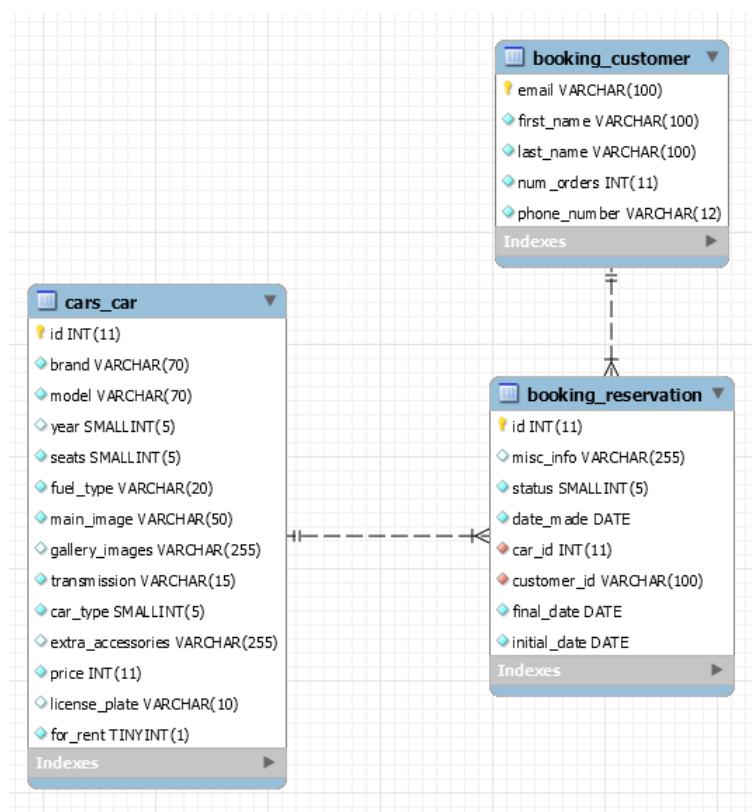 booking_customer
email VARCHAR(100)
first_name VARCHAR(100)
last_name VARCHAR(100)
num_orders INT(11)
phone_number VARCHAR(12)
Indexes
cars_car
id INT(11)
brand VARCHAR(70)
model VARCHAR(70)
year SMALLINT(5)
seats SMALLINT(5)
fuel_type VARCHAR(20)
main_image VARCHAR(50)
gallery_images VARCHAR(255)
transmission VARCHAR(15)
car_type SMALLINT(5)
extra_accessories VARCHAR(255)
price INT(11)
license_plate VARCHAR(10)
for_rent TINYINT(1)
Indexes
booking_reservation
id INT(11)
misc_info VARCHAR(255)
status SMALLINT(5)
date_made DATE
car_id INT(11)
customer_id VARCHAR(100)
final_date DATE
initial_date DATE
Indexes